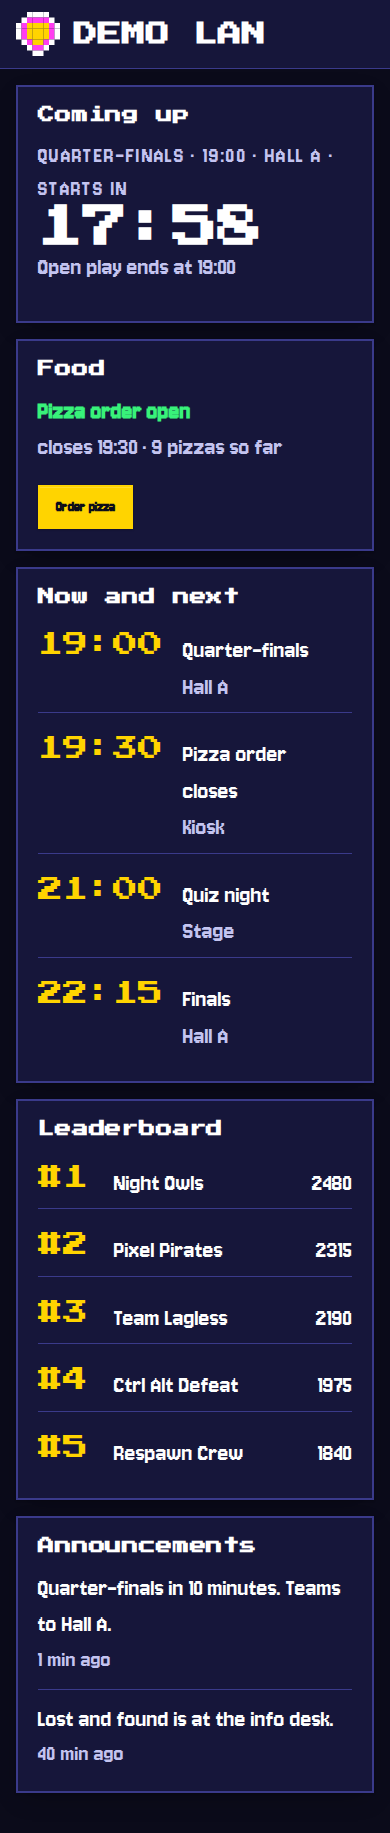 DEMO LAN
Coming up
QUARTER-FINALS · 19:00 · HALL A ·
STARTS IN
17:58
Open play ends at 19:00
Food
Pizza order open
closes 19:30 · 9 pizzas so far
Order pizza
Now and next
19:00 Quarter-finals
Hall A
19:30 Pizza order
closes
Kiosk
21:00 Quiz night
Stage
22:15 Finals
Hall A
Leaderboard
#1 Night Owls 2480
#2 Pixel Pirates 2315
#3 Team Lagless 2190
#4 Ctrl Alt Defeat 1975
#5 Respawn Crew 1840
Announcements
Quarter-finals in 10 minutes. Teams
to Hall A.
1 min ago
Lost and found is at the info desk.
40 min ago